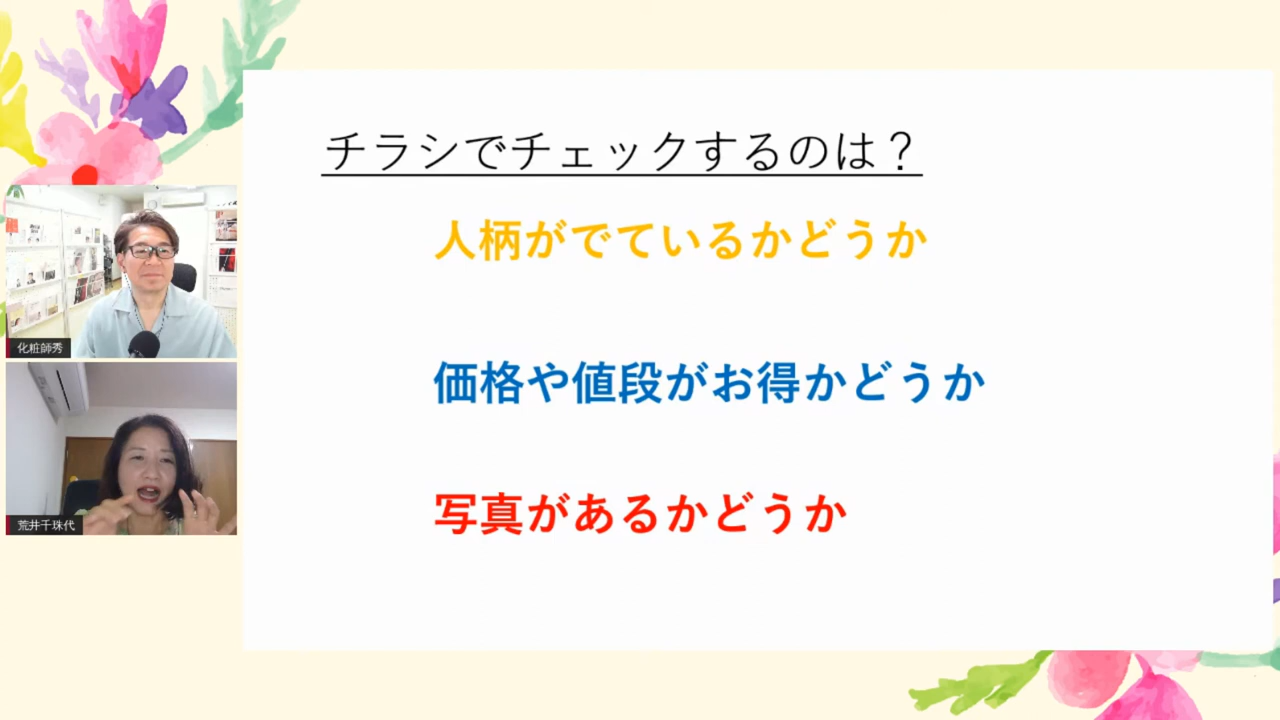 チラシでチェックするのは？
人柄がでているかどうか
価格や値段がお得かどうか
写真があるかどうか
化粧師秀
荒井千珠代